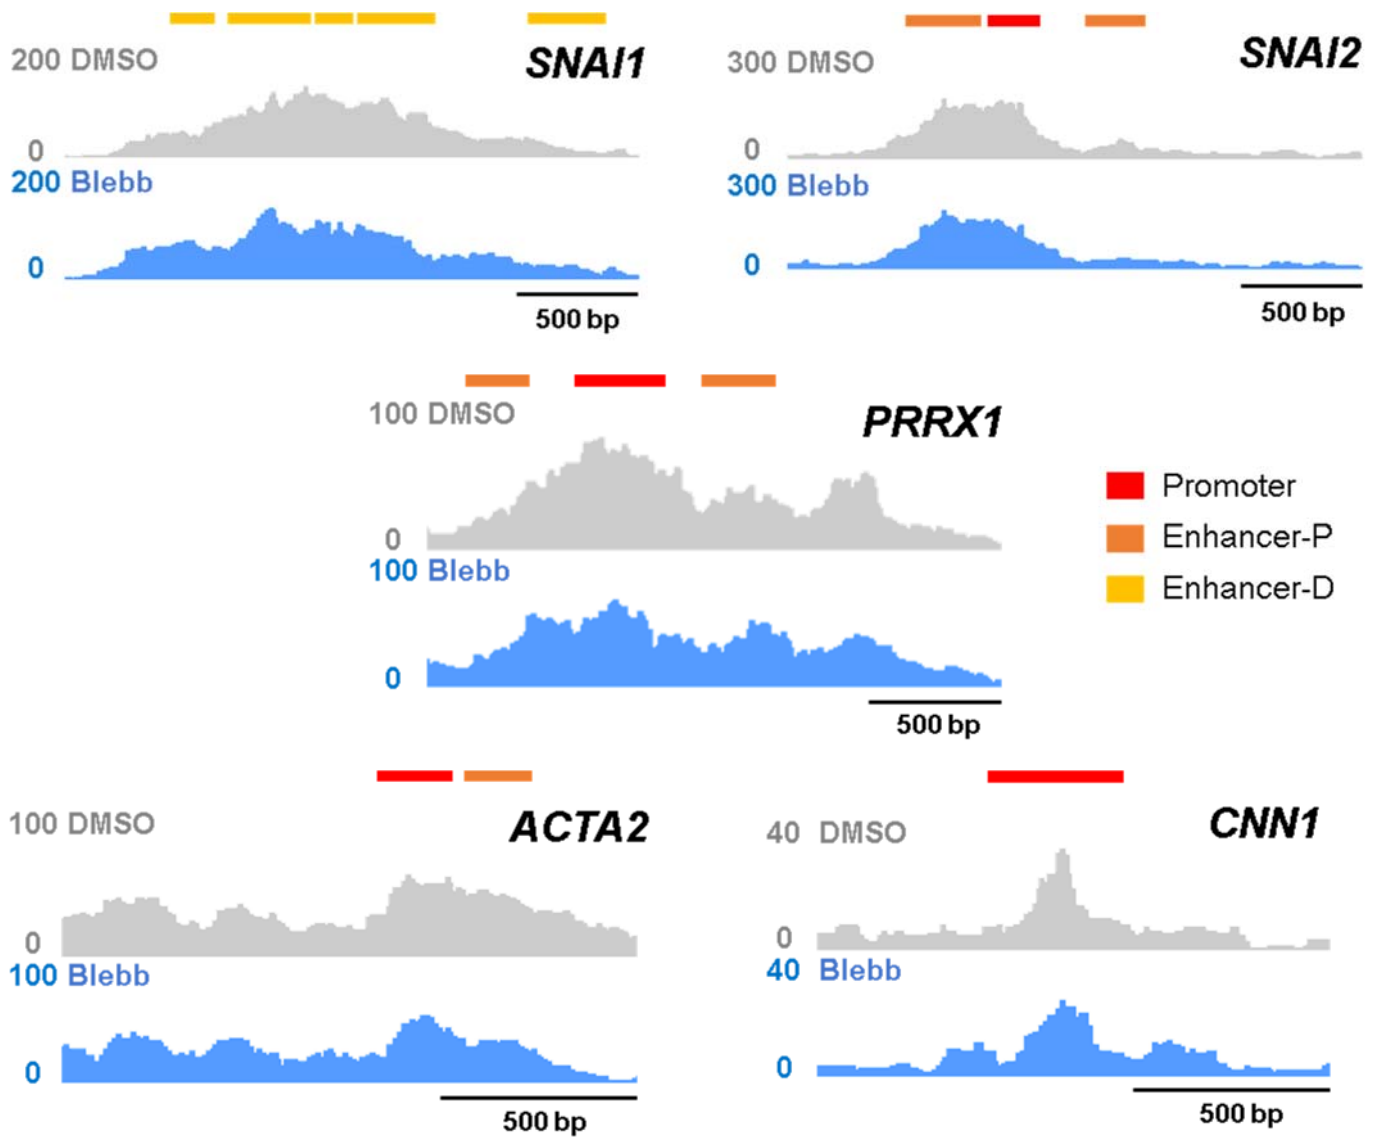 200 DMSO
SNAI1
0
200 Blebb
0
500 bp
300 DMSO
SNAI2
0
300 Blebb
0
500 bp
100 DMSO
PRRX1
0
100 Blebb
0
500 bp
Promoter
Enhancer-P
Enhancer-D
100 DMSO
ACTA2
0
100 Blebb
0
500 bp
40 DMSO
CNN1
0
40 Blebb
0
500 bp